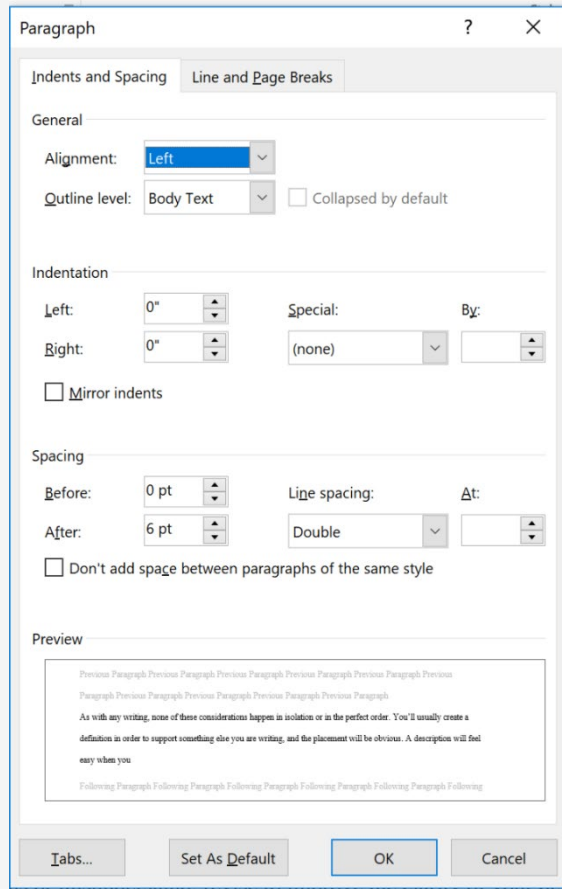 Paragraph ? ×
Indents and Spacing Line and Page Breaks
General
Alignment: Left
Outline level: Body Text Collapsed by default
Indentation
Left: 0" Special: By:
Right: 0" (none)
Mirror indents
Spacing
Before: 0 pt Line spacing: At:
After: 6 pt Double
Don't add space between paragraphs of the same style
Preview
Previous Paragraph Previous Paragraph Previous Paragraph Previous Paragraph Previous Paragraph Previous
Paragraph Previous Paragraph Previous Paragraph Previous Paragraph Previous Paragraph
As with any writing, none of these considerations happen in isolation or in the perfect order. You'll usually create a
definition in order to support something else you are writing, and the placement will be obvious. A description will feel
easy when you
Following Paragraph Following Paragraph Following Paragraph Following Paragraph Following Paragraph Following
Tabs... Set As Default OK Cancel